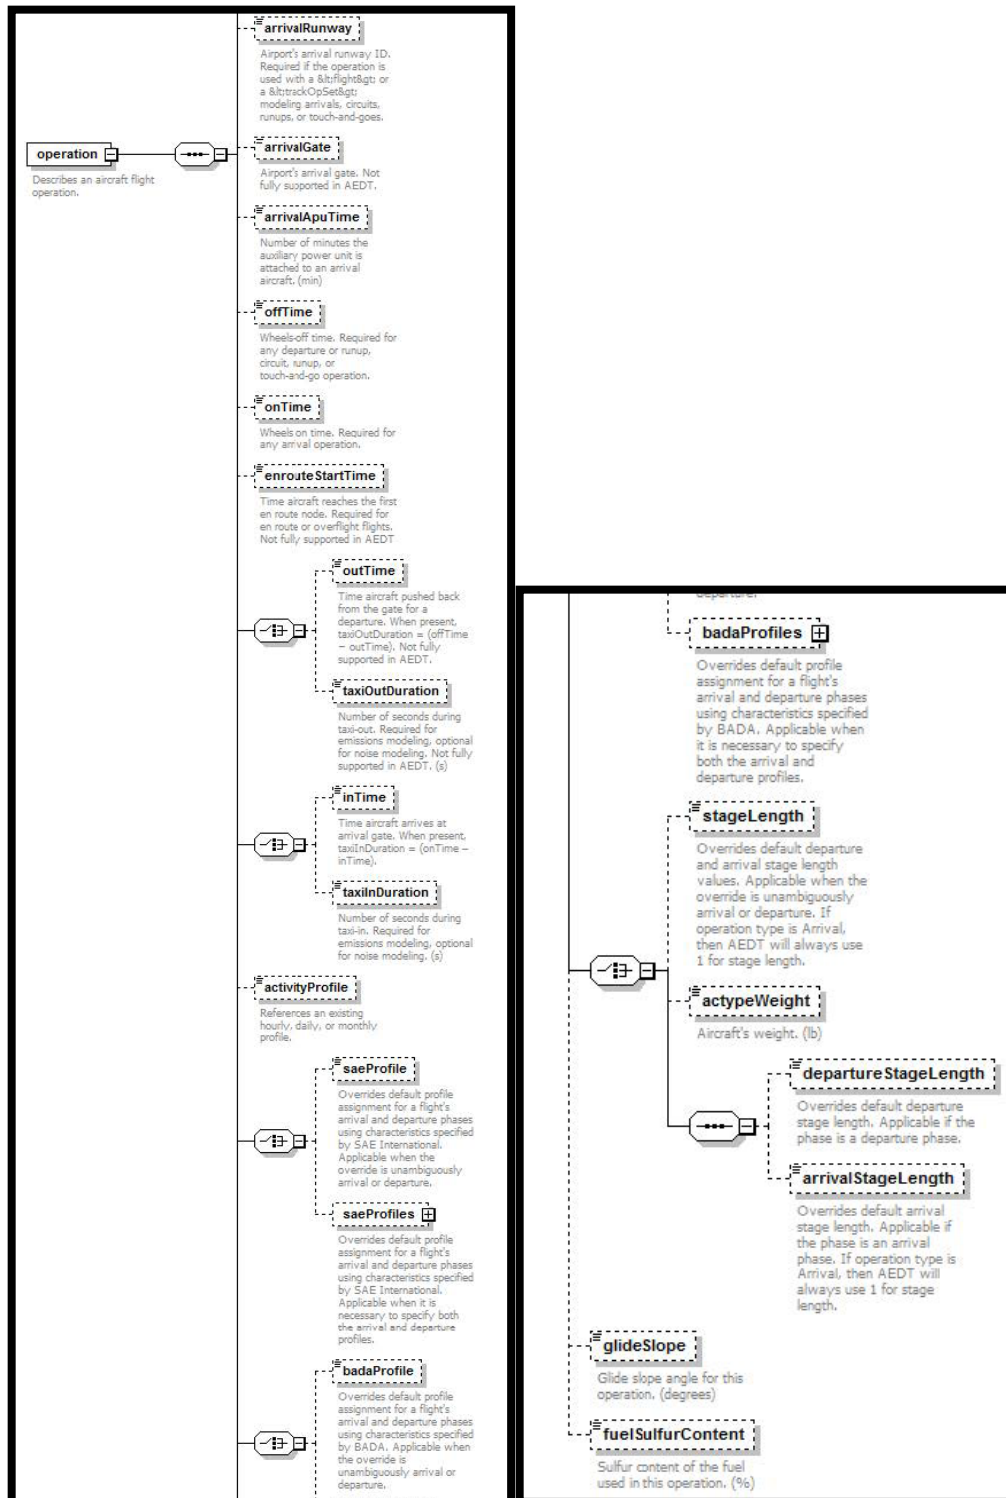 arrivalRunway
Airport's arrival runway ID.
Required if the operation is
used with a &lt;flight&gt; or
a &lt;trackOpSet&gt;
modeling arrivals, circuits,
runups, or touch-and-goes.
operation
Describes an aircraft flight
operation.
arrivalGate
Airport's arrival gate. Not
fully supported in AEDT.
arrivalApuTime
Number of minutes the
auxiliary power unit is
attached to an arrival
aircraft. (min)
offTime
Wheels-off time. Required for
any departure or runup,
circuit, runup, or
touch-and-go operation.
onTime
Wheels on time. Required for
any arrival operation.
enrouteStartTime
Time aircraft reaches the first
en route node. Required for
en route or overflight flights.
Not fully supported in AEDT
outTime
Time aircraft pushed back
from the gate for a
departure. When present,
taxiOutDuration = (offTime
− outTime). Not fully
supported in AEDT.
taxiOutDuration
Number of seconds during
taxi-out. Required for
emissions modeling, optional
for noise modeling. Not fully
supported in AEDT. (s)
inTime
Time aircraft arrives at
arrival gate. When present,
taxiInDuration = (onTime −
inTime).
taxiInDuration
Number of seconds during
taxi-in. Required for
emissions modeling, optional
for noise modeling. (s)
activityProfile
References an existing
hourly, daily, or monthly
profile.
saeProfile
Overrides default profile
assignment for a flight's
arrival and departure phases
using characteristics specified
by SAE International.
Applicable when the
override is unambiguously
arrival or departure.
saeProfiles
Overrides default profile
assignment for a flight's
arrival and departure phases
using characteristics specified
by SAE International.
Applicable when it is
necessary to specify both
the arrival and departure
profiles.
badaProfile
Overrides default profile
assignment for a flight's
arrival and departure phases
using characteristics specified
by BADA. Applicable when
the override is
unambiguously arrival or
departure.
departure.
badaProfiles
Overrides default profile
assignment for a flight's
arrival and departure phases
using characteristics specified
by BADA. Applicable when
it is necessary to specify
both the arrival and
departure profiles.
stageLength
Overrides default departure
and arrival stage length
values. Applicable when the
override is unambiguously
arrival or departure. If
operation type is Arrival,
then AEDT will always use
1 for stage length.
actypeWeight
Aircraft's weight. (lb)
departureStageLength
Overrides default departure
stage length. Applicable if the
phase is a departure phase.
arrivalStageLength
Overrides default arrival
stage length. Applicable if
the phase is an arrival
phase. If operation type is
Arrival, then AEDT will
always use 1 for stage
length.
glideSlope
Glide slope angle for this
operation. (degrees)
fuelSulfurContent
Sulfur content of the fuel
used in this operation. (%)